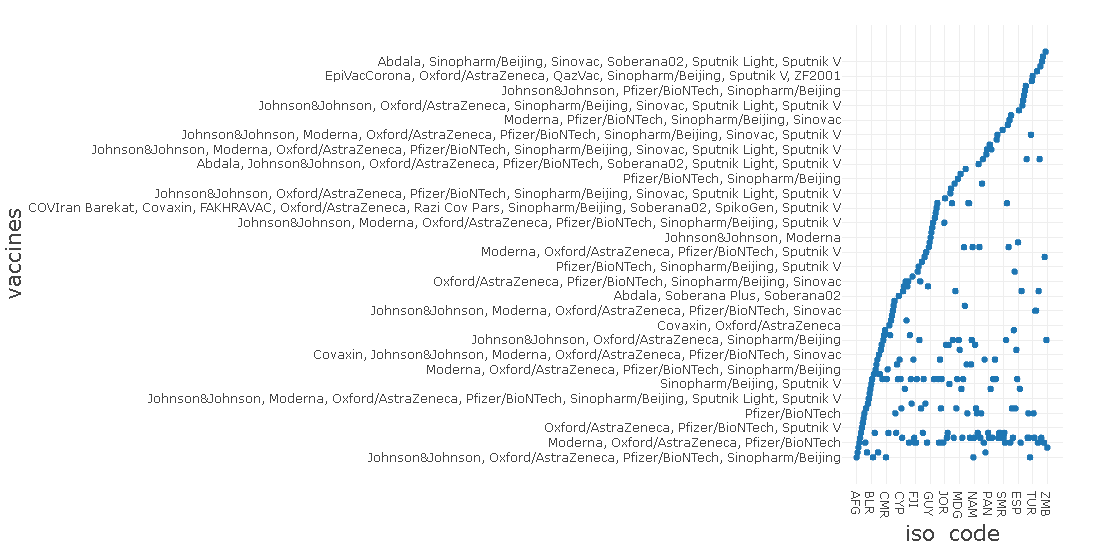 Abdala, Sinopharm/Beijing, Sinovac, Soberana02, Sputnik Light, Sputnik V
EpiVacCorona, Oxford/AstraZeneca, QazVac, Sinopharm/Beijing, Sputnik V, ZF2001
Johnson&Johnson, Pfizer/BioNTech, Sinopharm/Beijing
Johnson&Johnson, Oxford/AstraZeneca, Sinopharm/Beijing, Sinovac, Sputnik Light, Sputnik V
Moderna, Pfizer/BioNTech, Sinopharm/Beijing, Sinovac
Johnson&Johnson, Moderna, Oxford/AstraZeneca, Pfizer/BioNTech, Sinopharm/Beijing, Sinovac, Sputnik V
Johnson&Johnson, Moderna, Oxford/AstraZeneca, Pfizer/BioNTech, Sinopharm/Beijing, Sputnik Light, Sputnik V
Abdala, Johnson&Johnson, Oxford/AstraZeneca, Pfizer/BioNTech, Soberana02, Sputnik Light, Sputnik V
Pfizer/BioNTech, Sinopharm/Beijing
Johnson&Johnson, Oxford/AstraZeneca, Pfizer/BioNTech, Sinopharm/Beijing, Sinovac, Sputnik Light, Sputnik V
COVIran Barekat, Covaxin, FAKHRAVAC, Oxford/AstraZeneca, Razi Cov Pars, Sinopharm/Beijing, Soberana02, SpikoGen, Sputnik V
Johnson&Johnson, Moderna, Oxford/AstraZeneca, Pfizer/BioNTech, Sinopharm/Beijing, Sputnik V
Johnson&Johnson, Moderna
Moderna, Oxford/AstraZeneca, Pfizer/BioNTech, Sputnik V
Pfizer/BioNTech, Sinopharm/Beijing, Sputnik V
Oxford/AstraZeneca, Pfizer/BioNTech, Sinopharm/Beijing, Sinovac
Abdala, Soberana Plus, Soberana02
Johnson&Johnson, Moderna, Oxford/AstraZeneca, Pfizer/BioNTech, Sinovac
Covaxin, Oxford/AstraZeneca
Johnson&Johnson, Oxford/AstraZeneca, Sinopharm/Beijing
Covaxin, Johnson&Johnson, Moderna, Oxford/AstraZeneca, Pfizer/BioNTech, Sinovac
Moderna, Oxford/AstraZeneca, Pfizer/BioNTech, Sinopharm/Beijing
Sinopharm/Beijing, Sputnik V
Johnson&Johnson, Moderna, Oxford/AstraZeneca, Pfizer/BioNTech, Sinopharm/Beijing, Sputnik Light, Sputnik V
Pfizer/BioNTech
Oxford/AstraZeneca, Pfizer/BioNTech, Sputnik V
Moderna, Oxford/AstraZeneca, Pfizer/BioNTech
Johnson&Johnson, Oxford/AstraZeneca, Pfizer/BioNTech, Sinopharm/Beijing
vaccines
AFG
BLR
CMR
CYP
FJI
GUY
JOR
MDG
NAM
PAN
SMR
ESP
TUR
ZMB
iso code